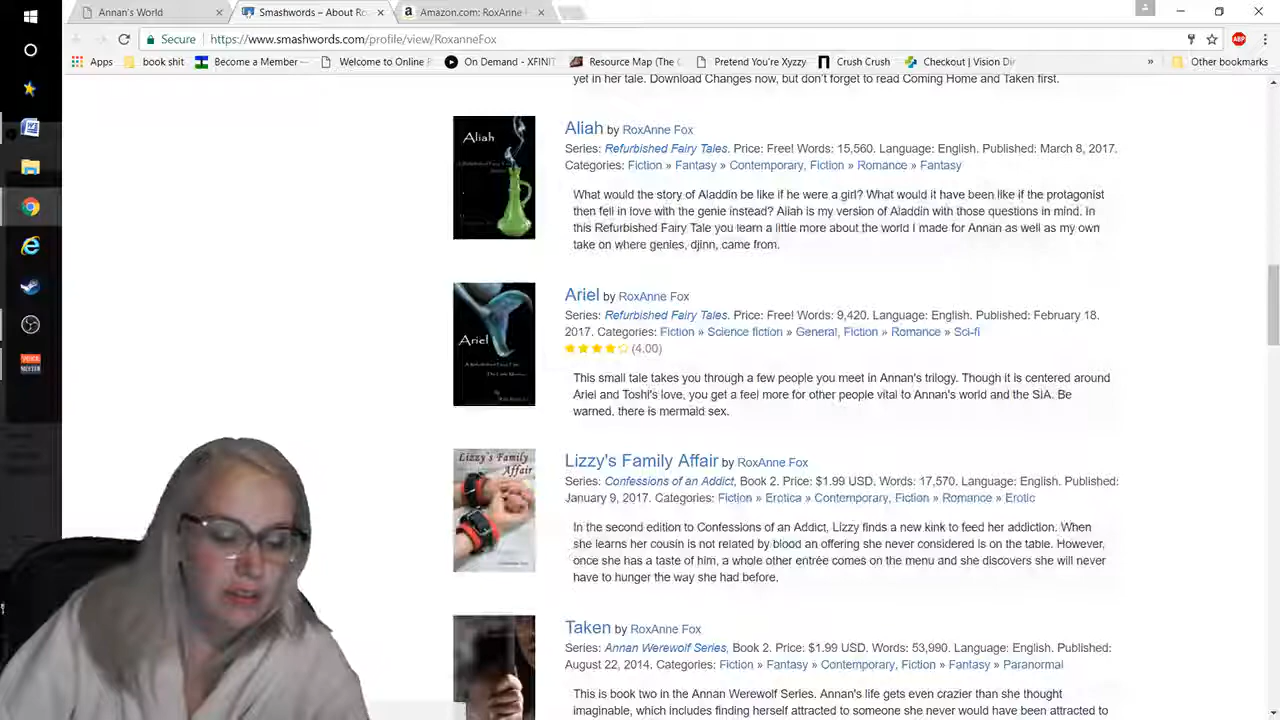 Annan's World
Smashwords – About Ro
Amazon.com: RoxAnne
Secure https://www.smashwords.com/profile/view/RoxanneFox
ABP
Apps book shit Become a Member Welcome to Online On Demand - XFINIT Resource Map (The C Pretend You're Xyzzy Crush Crush Checkout | Vision Di » Other bookmarks
yet in her tale. Download Changes now, but don't forget to read Coming Home and Taken first.
Aliah
Aliah by RoxAnne Fox
Series: Refurbished Fairy Tales. Price: Free! Words: 15,560. Language: English. Published: March 8, 2017.
Categories: Fiction » Fantasy » Contemporary, Fiction » Romance » Fantasy
What would the story of Aladdin be like if he were a girl? What would it have been like if the protagonist
then fell in love with the genie instead? Aliah is my version of Aladdin with those questions in mind. In
this Refurbished Fairy Tale you learn a little more about the world I made for Annan as well as my own
take on where genies, djinn, came from.
Ariel
Ariel by RoxAnne Fox
Series: Refurbished Fairy Tales. Price: Free! Words: 9,420. Language: English. Published: February 18,
2017. Categories: Fiction » Science fiction » General, Fiction » Romance » Sci-fi
(4.00)
This small tale takes you through a few people you meet in Annan's trilogy. Though it is centered around
Ariel and Toshi's love, you get a feel more for other people vital to Annan's world and the SiA. Be
warned, there is mermaid sex.
Lizzy's Family
Affair
Lizzy's Family Affair by RoxAnne Fox
Series: Confessions of an Addict, Book 2. Price: $1.99 USD. Words: 17,570. Language: English. Published:
January 9, 2017. Categories: Fiction » Erotica » Contemporary, Fiction » Romance » Erotic
In the second edition to Confessions of an Addict, Lizzy finds a new kink to feed her addiction. When
she learns her cousin is not related by blood an offering she never considered is on the table. However,
once she has a taste of him, a whole other entrée comes on the menu and she discovers she will never
have to hunger the way she had before.
Taken by RoxAnne Fox
Series: Annan Werewolf Series, Book 2. Price: $1.99 USD. Words: 53,990. Language: English. Published:
August 22, 2014. Categories: Fiction » Fantasy » Contemporary, Fiction » Fantasy » Paranormal
This is book two in the Annan Werewolf Series. Annan's life gets even crazier than she thought
imaginable, which includes finding herself attracted to someone she never would have been attracted to